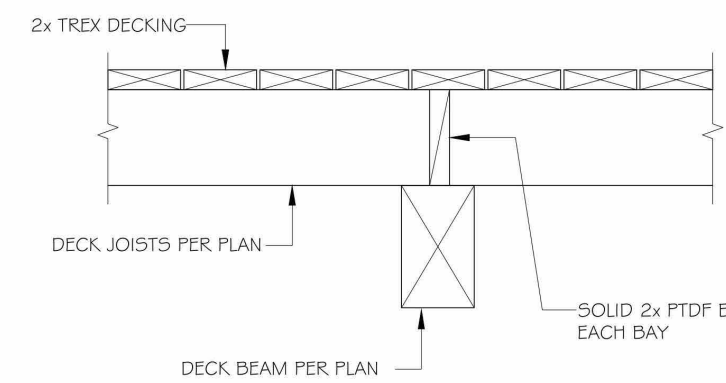 2x TREX DECKING
DECK JOISTS PER PLAN
SOLID 2x PTDF
EACH BAY
DECK BEAM PER PLAN